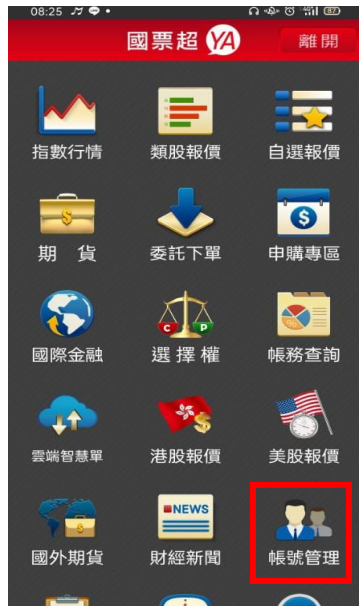 08:25
87
國票超 YA
離開
指數行情
類股報價
自選報價
$
$
期 貨
委託下單
申購專區
C P
%
國際金融
選擇權
帳務查詢
$
雲端智慧單
港股報價
美股報價
NEWS
國外期貨
財經新聞
帳號管理